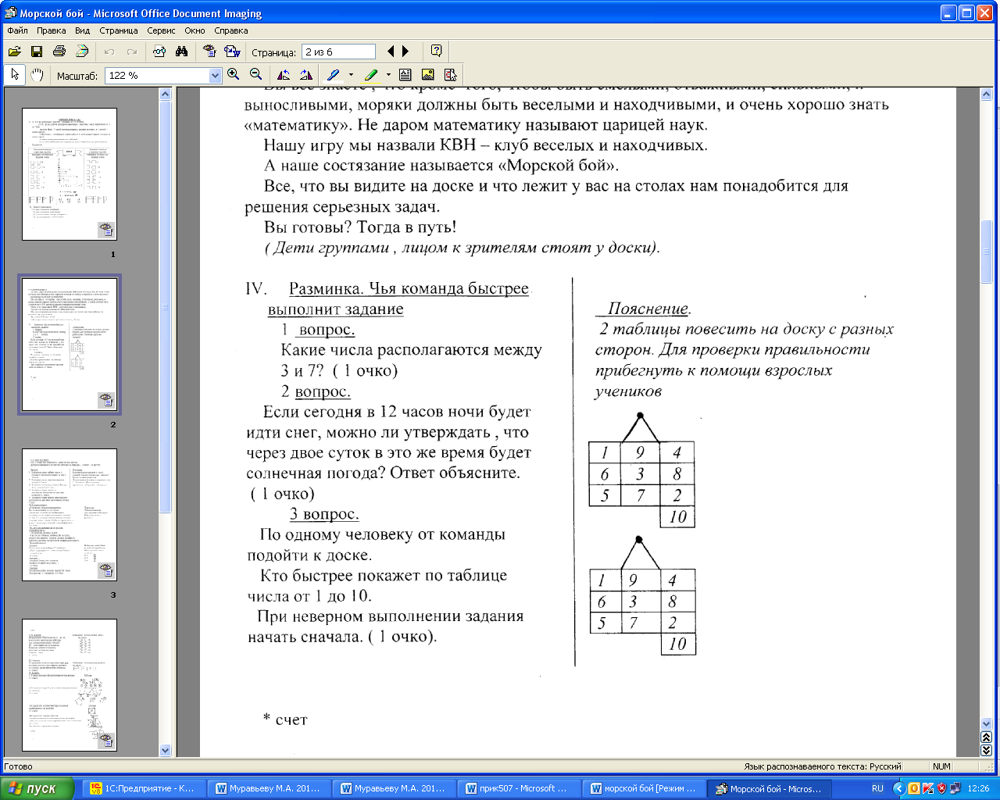 Морской бой - Microsoft Office Document Imaging
Файл Правка Вид Страница Сервис Окно Справка
Страница: 2 из 6
Масштаб: 122 %
выносливыми, моряки должны быть веселыми и находчивыми, и очень хорошо знать
«математику». Не даром математику называют царицей наук.
Нашу игру мы назвали КВН – клуб веселых и находчивых.
А наше состязание называется «Морской бой».
Все, что вы видите на доске и что лежит у вас на столах нам понадобится для
решения серьезных задач.
Вы готовы? Тогда в путь!
( Дети группами , лицом к зрителям стоят у доски).
IV. Разминка. Чья команда быстрее
выполнит задание
1 вопрос.
Какие числа располагаются между
3 и 7? ( 1 очко)
2 вопрос.
Если сегодня в 12 часов ночи будет
идти снег, можно ли утверждать , что
через двое суток в это же время будет
солнечная погода? Ответ объясните.
( 1 очко)
3 вопрос.
По одному человеку от команды
подойти к доске.
Кто быстрее покажет по таблице
числа от 1 до 10.
При неверном выполнении задания
начать сначала. ( 1 очко).
* счет
Пояснение.
2 таблицы повесить на доску с разных
сторон. Для проверки правильности
прибегнуть к помощи взрослых
учеников
1 9 4
6 3 8
5 7 2
10
1 9 4
6 3 8
5 7 2
10
1
2
3
Готово
Язык распознаваемого текста: Русский NUM
пуск 1С:Предприятие - К... Муравьеву М.А. 201... Муравьеву М.А. 201... прик507 - Microsoft ... морской бой [Режим ... Морской бой - Micros... RU 12:26